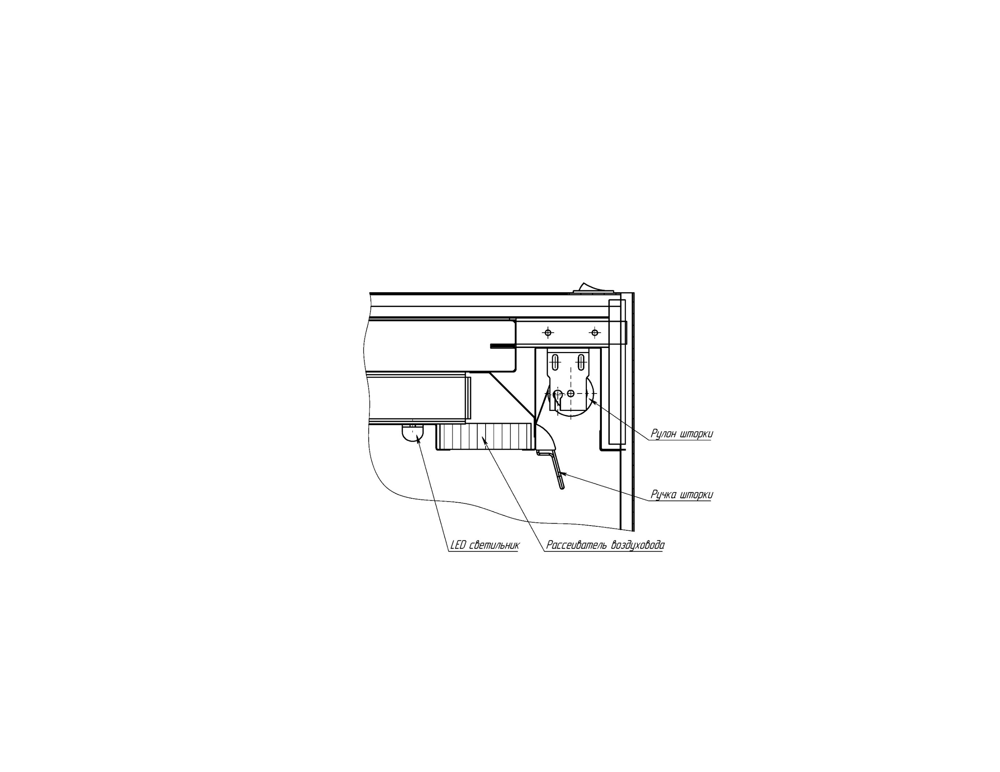 Рулон шторки
Ручка шторки
LED светильник
Рассеиватель воздуховода